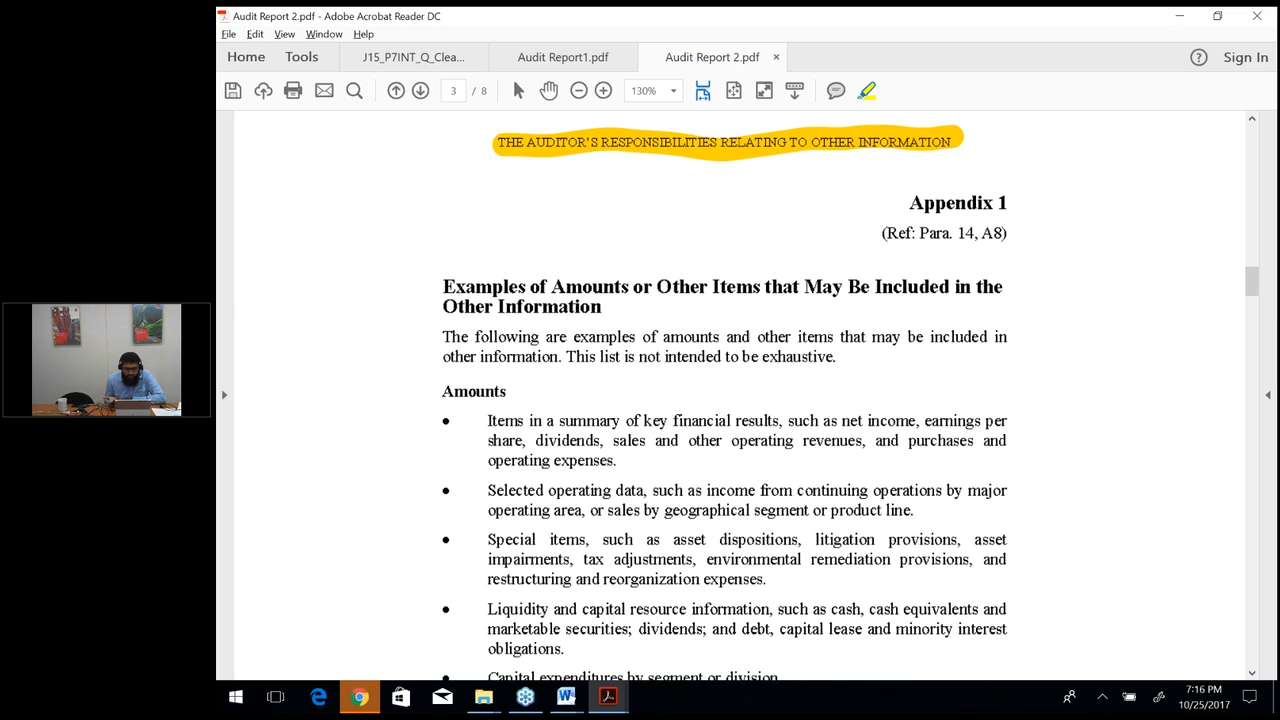 Audit Report 2.pdf - Adobe Acrobat Reader DC
File Edit View Window Help
Home Tools J15_P7INT_Q_Clea... Audit Report1.pdf Audit Report 2.pdf × Sign In
3 / 8 130%
THE AUDITOR'S RESPONSIBILITIES RELATING TO OTHER INFORMATION
Appendix 1
(Ref: Para. 14, A8)
Examples of Amounts or Other Items that May Be Included in the
Other Information
The following are examples of amounts and other items that may be included in
other information. This list is not intended to be exhaustive.
Amounts
● Items in a summary of key financial results, such as net income, earnings per
share, dividends, sales and other operating revenues, and purchases and
operating expenses.
● Selected operating data, such as income from continuing operations by major
operating area, or sales by geographical segment or product line.
● Special items, such as asset dispositions, litigation provisions, asset
impairments, tax adjustments, environmental remediation provisions, and
restructuring and reorganization expenses.
● Liquidity and capital resource information, such as cash, cash equivalents and
marketable securities; dividends; and debt, capital lease and minority interest
obligations.
● Capital expenditures by segment or division
7:16 PM
10/25/2017